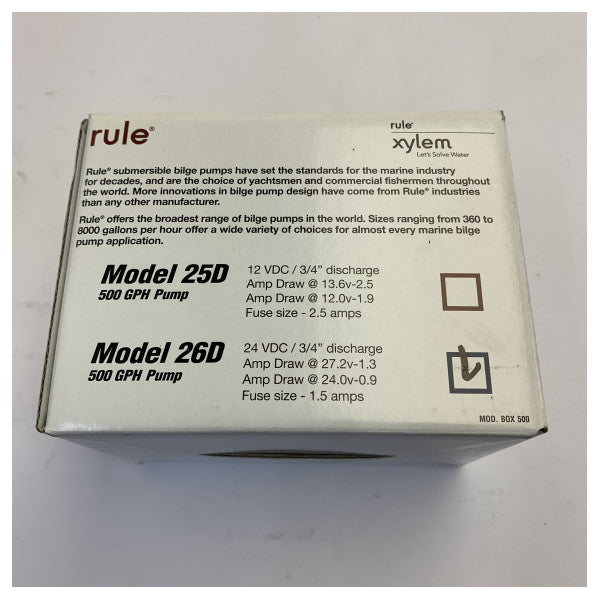 rule®
rule®
xylem
Let's Solve Water
Rule® submersible bilge pumps have set the standards for the marine industry
for decades, and are the choice of yachtsmen and commercial fishermen throughout
the world. More innovations in bilge pump design have come from Rule® industries
than any other manufacturer.
Rule® offers the broadest range of bilge pumps in the world. Sizes ranging from 360 to
8000 gallons per hour offer a wide variety of choices for almost every marine bilge
pump application.
Model 25D
500 GPH Pump
12 VDC / 3/4" discharge
Amp Draw @ 13.6v-2.5
Amp Draw @ 12.0v-1.9
Fuse size - 2.5 amps
Model 26D
500 GPH Pump
24 VDC / 3/4" discharge
Amp Draw @ 27.2v-1.3
Amp Draw @ 24.0v-0.9
Fuse size - 1.5 amps
MOD. BOX 500